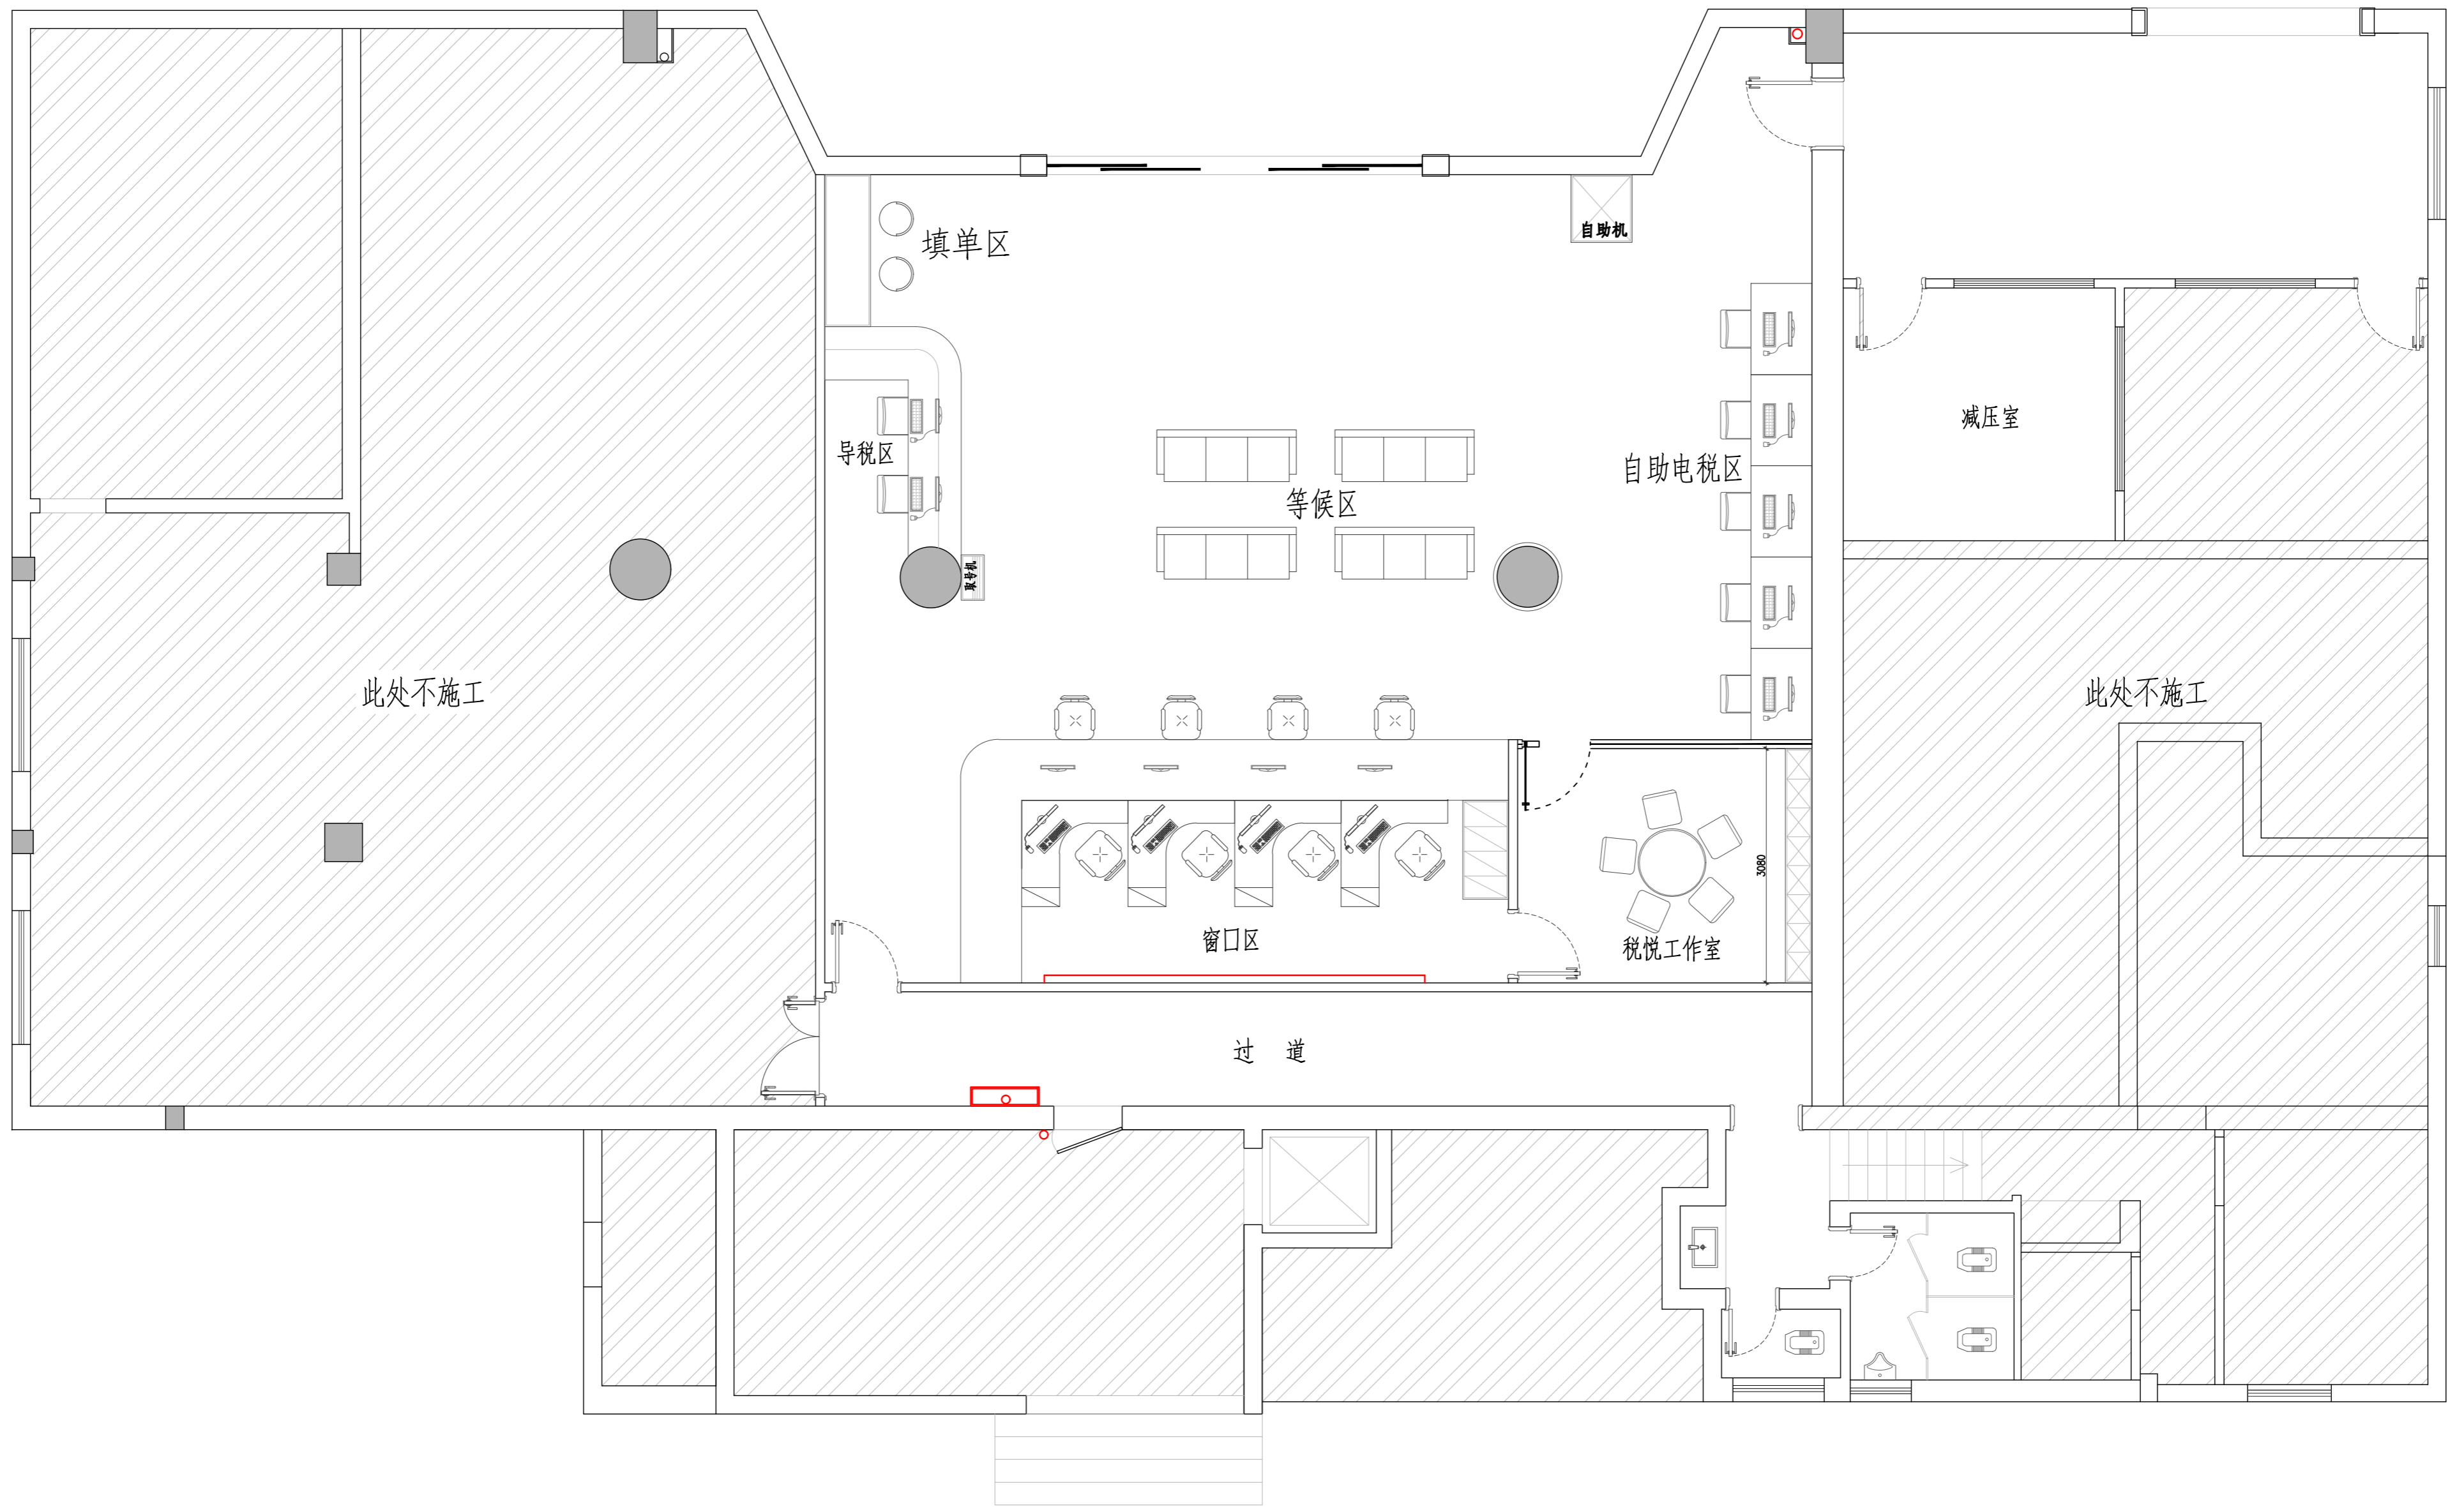 填单区
自助机
减压室
导税区
自助电税区
等候区
取号机
此处不施工
此处不施工
3080
窗口区
税悦工作室
过 道